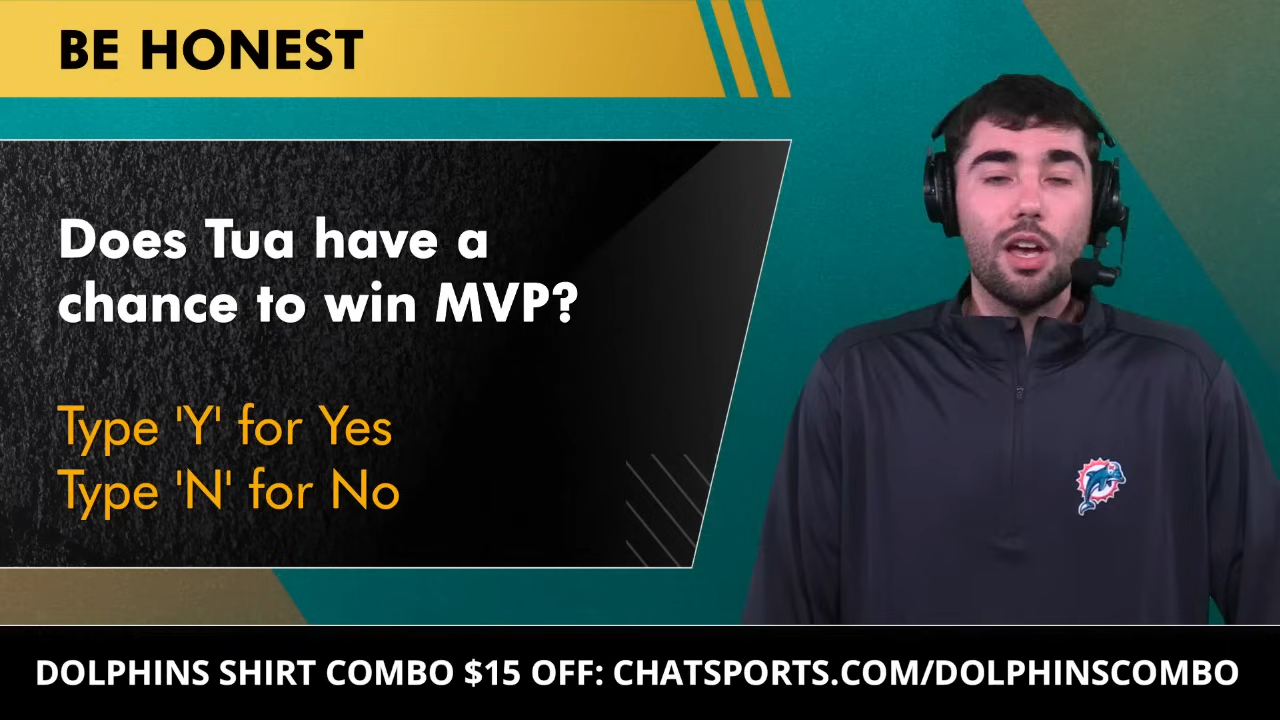 BE HONEST
Does Tua have a
chance to win MVP?
Type 'Y' for Yes
Type 'N' for No
DOLPHINS SHIRT COMBO $15 OFF: CHATSPORTS.COM/DOLPHINSCOMBO